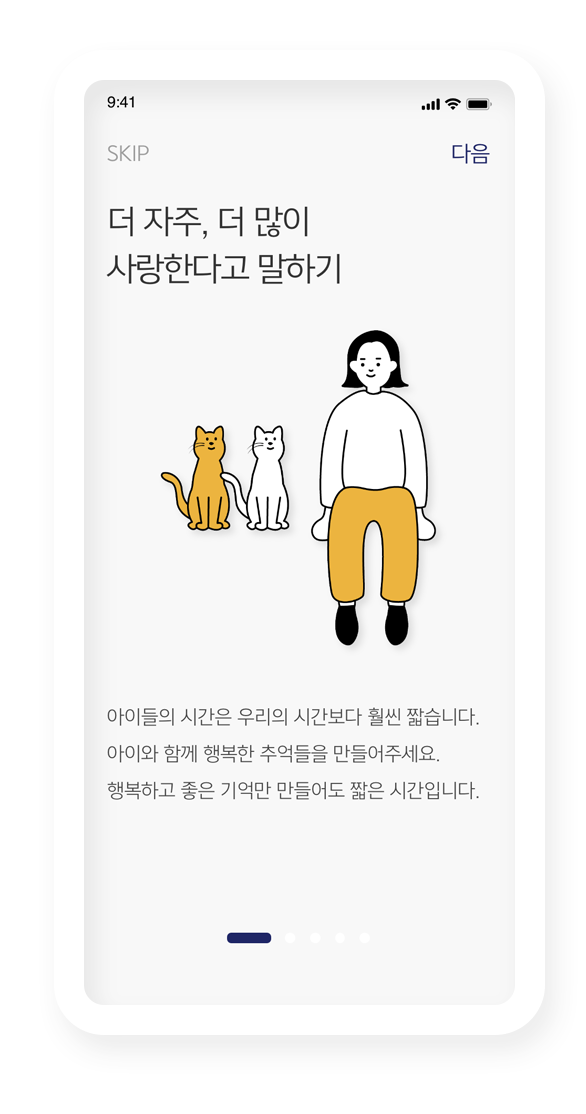 9:41
SKIP
다음
더 자주, 더 많이
사랑한다고 말하기
아이들의 시간은 우리의 시간보다 훨씬 짧습니다.
아이와 함께 행복한 추억들을 만들어주세요.
행복하고 좋은 기억만 만들어도 짧은 시간입니다.